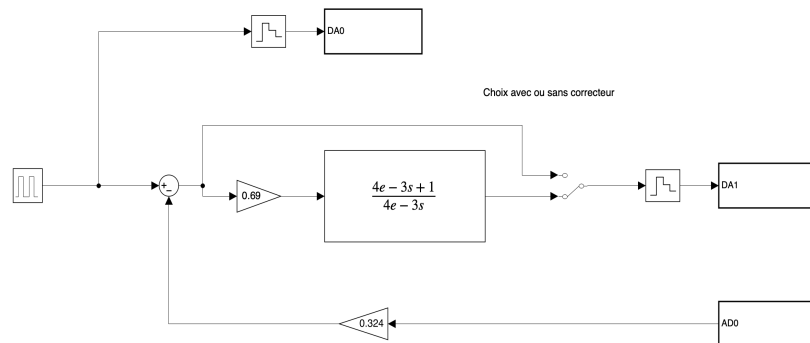 DA0
Choix avec ou sans correcteur
+
−
0.69
4e − 3s + 1
4e − 3s
DA1
0.324
AD0